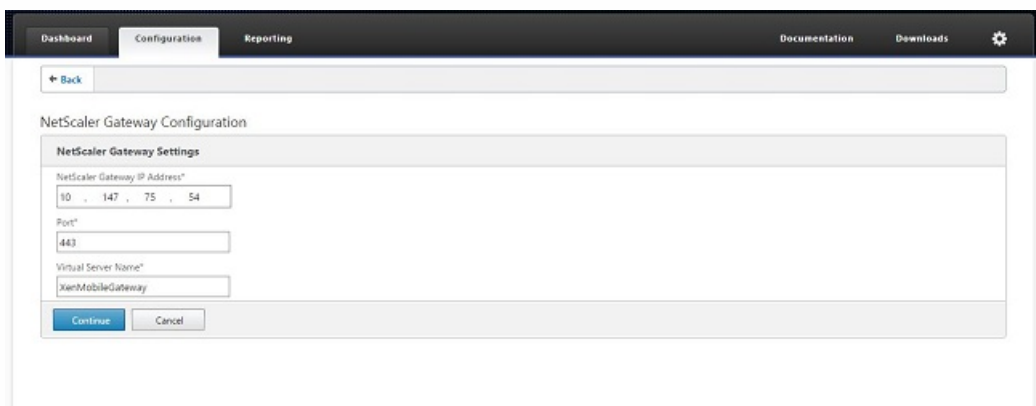 Dashboard Configuration Reporting Documentation Downloads
Back
NetScaler Gateway Configuration
NetScaler Gateway Settings
NetScaler Gateway IP Address*
10 . 147 . 75 . 54
Port*
443
Virtual Server Name*
XenMobileGateway
Continue Cancel